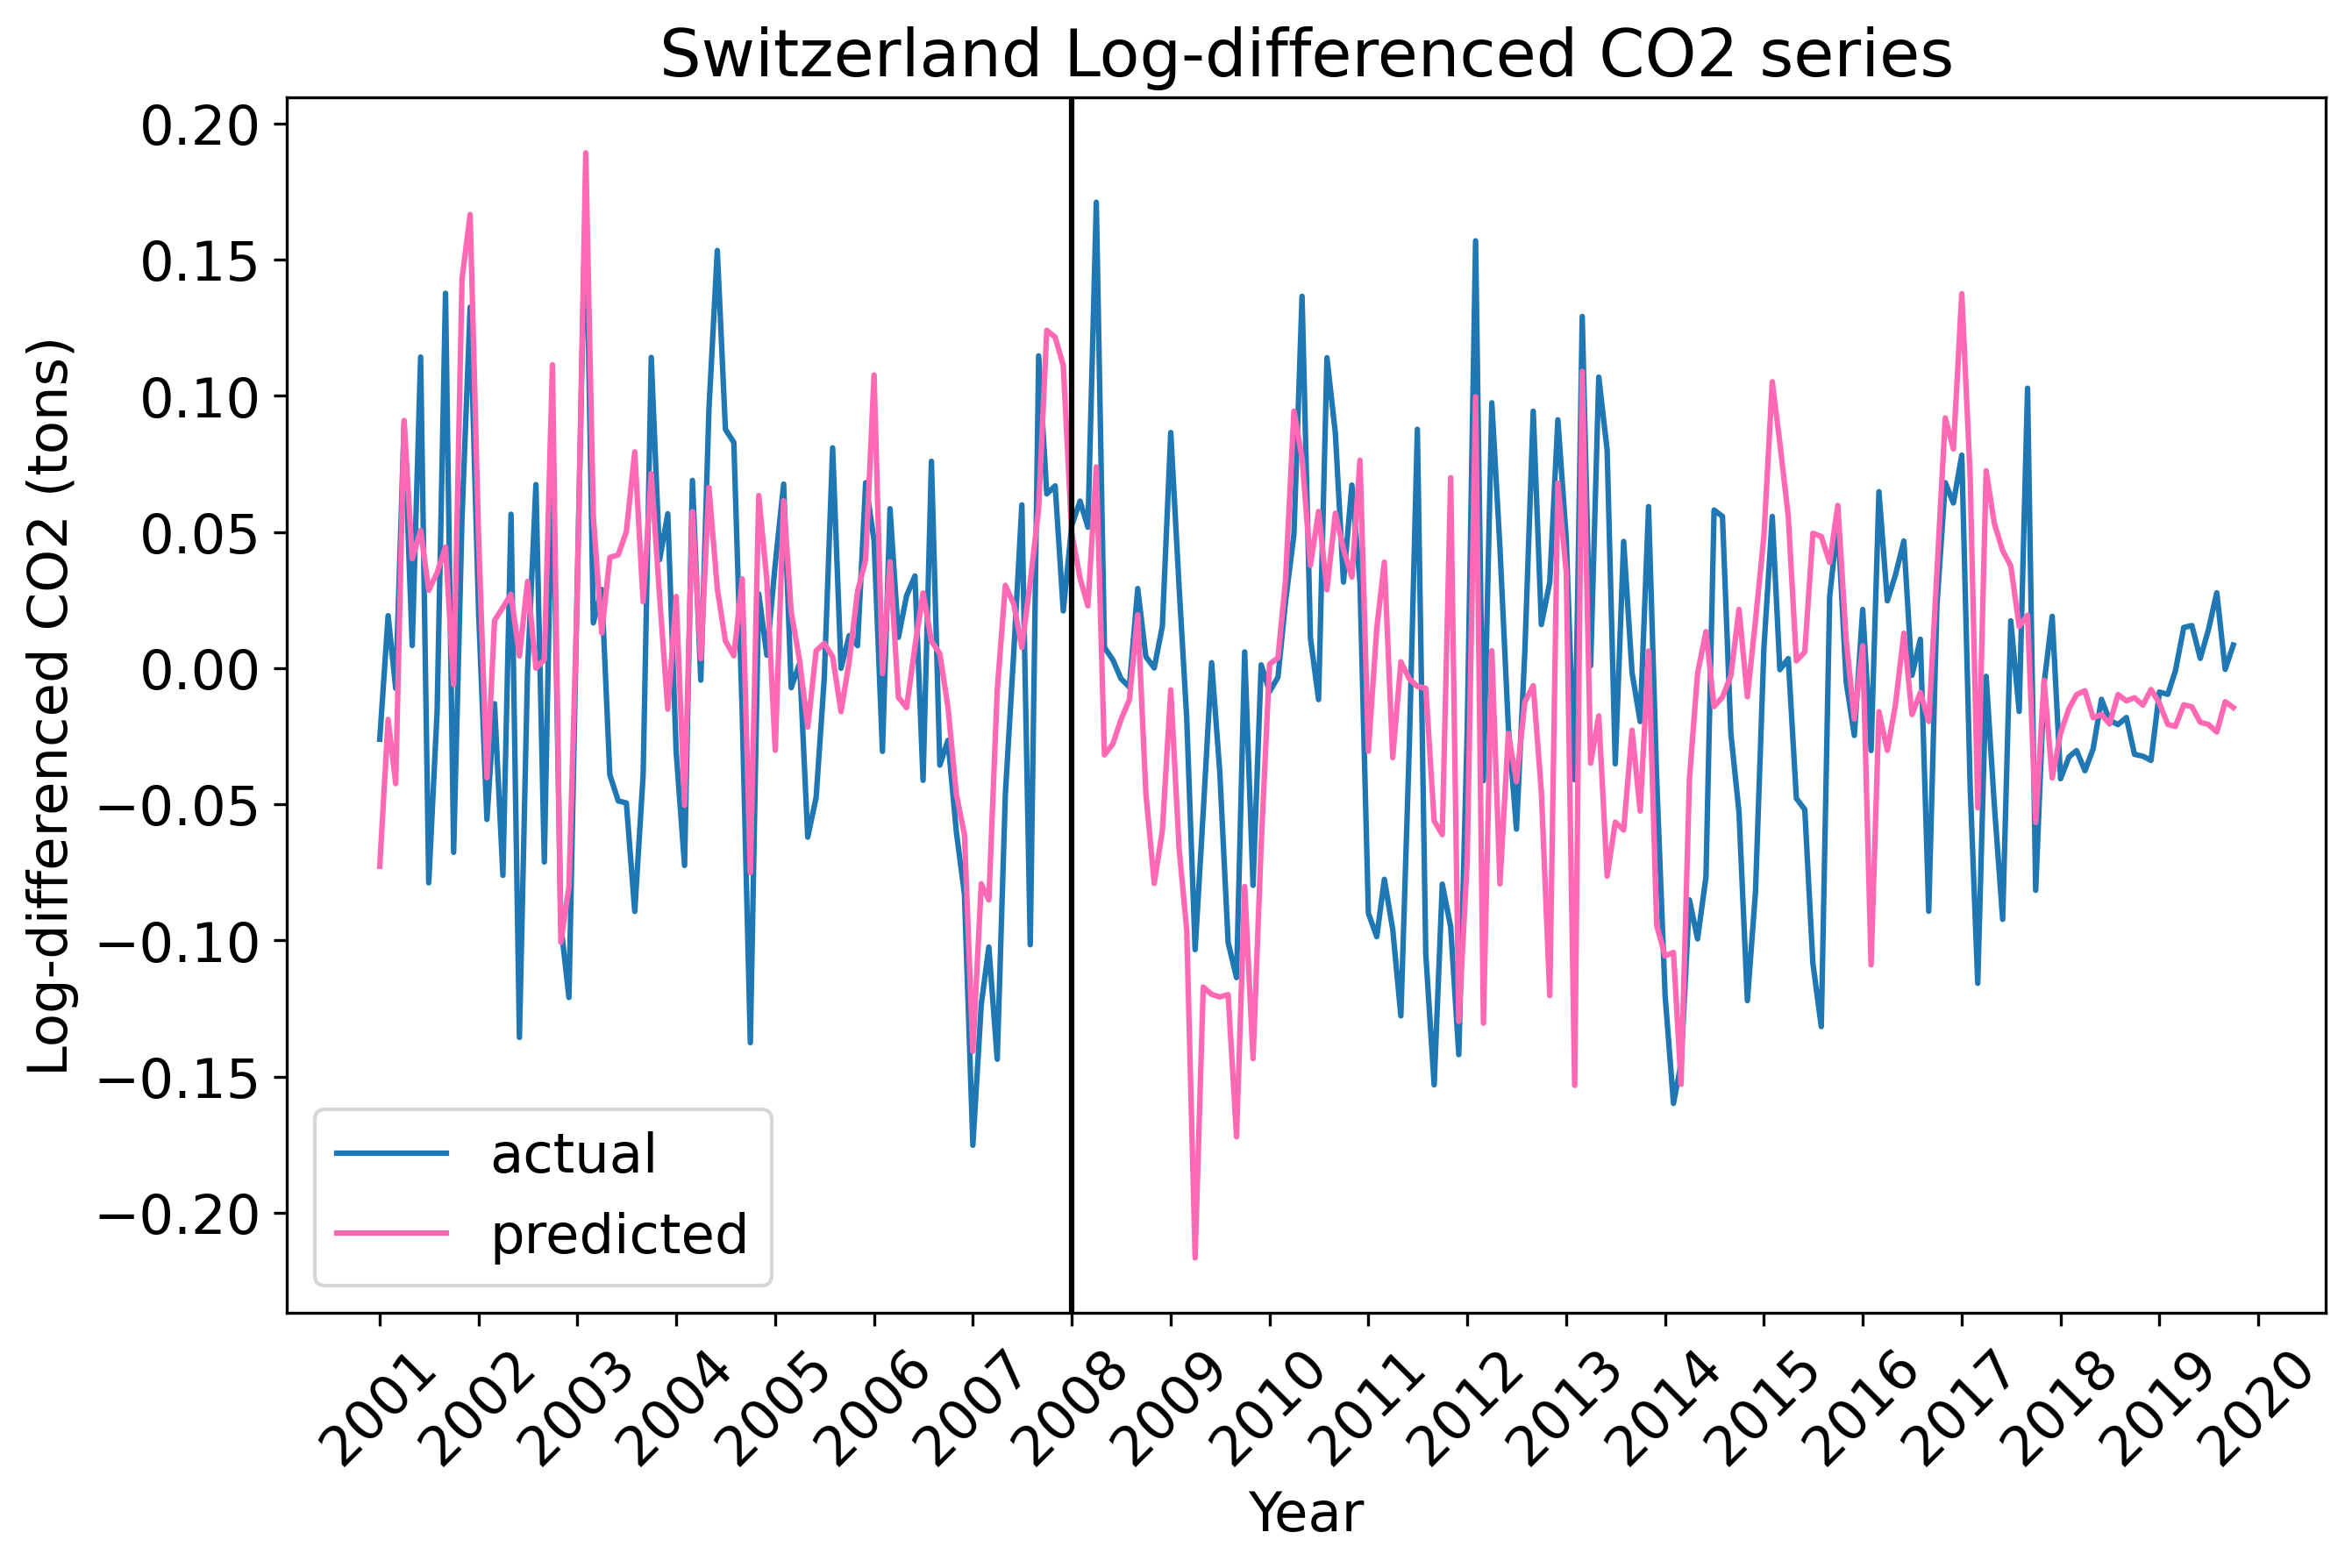 Switzerland Log-differenced CO2 series
Log-differenced CO2 (tons)
0.20
0.15
0.10
0.05
0.00
−0.05
−0.10
−0.15
−0.20
actual
predicted
2001 2002 2003 2004 2005 2006 2007 2008 2009 2010 2011 2012 2013 2014 2015 2016 2017 2018 2019 2020
Year